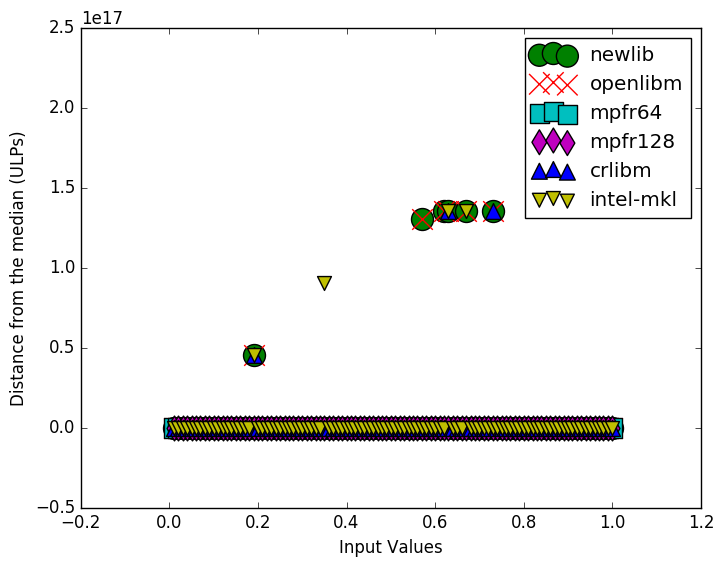 1e17
2.5
2.0
1.5
1.0
0.5
0.0
−0.5
−0.2
0.0
0.2
0.4
0.6
0.8
1.0
1.2
Distance from the median (ULPs)
Input Values
newlib
openlibm
mpfr64
mpfr128
crlibm
intel-mkl